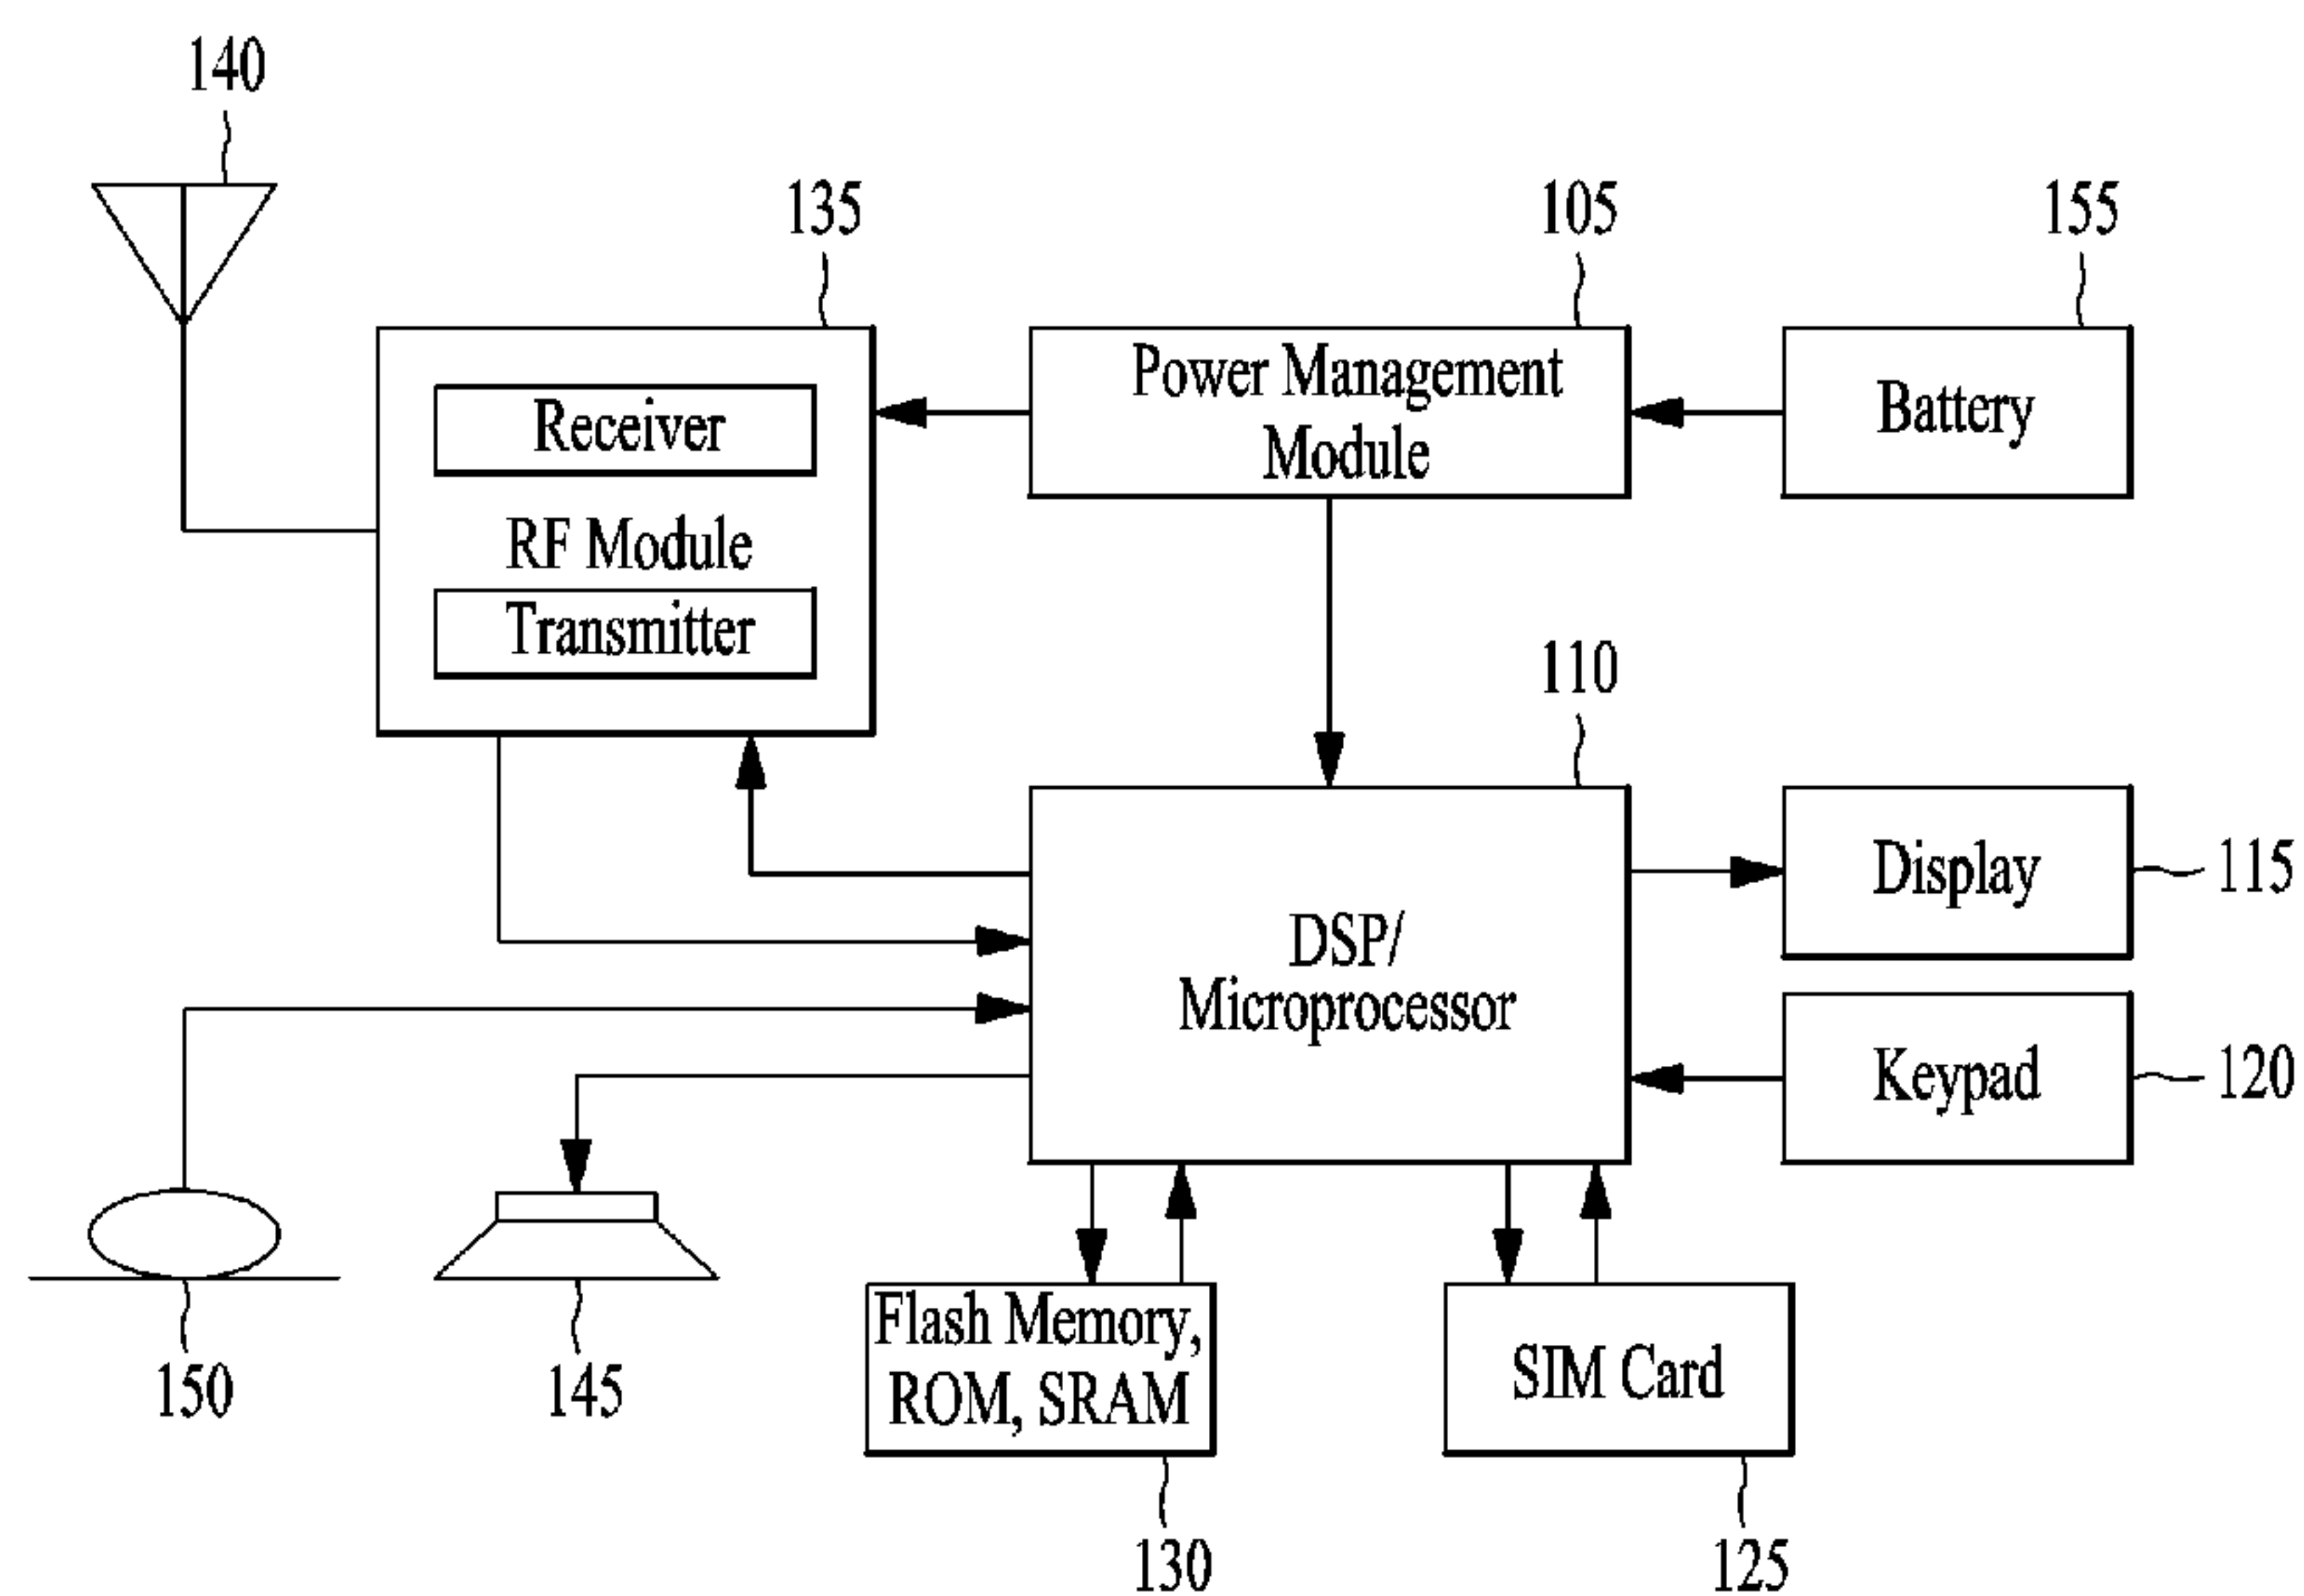 140
135
105
155
Receiver
RF Module
Transmitter
Power Management
Module
Battery
110
DSP/
Microprocessor
Display
115
Keypad
120
150
145
Flash Memory,
ROM, SRAM
SIM Card
130
125